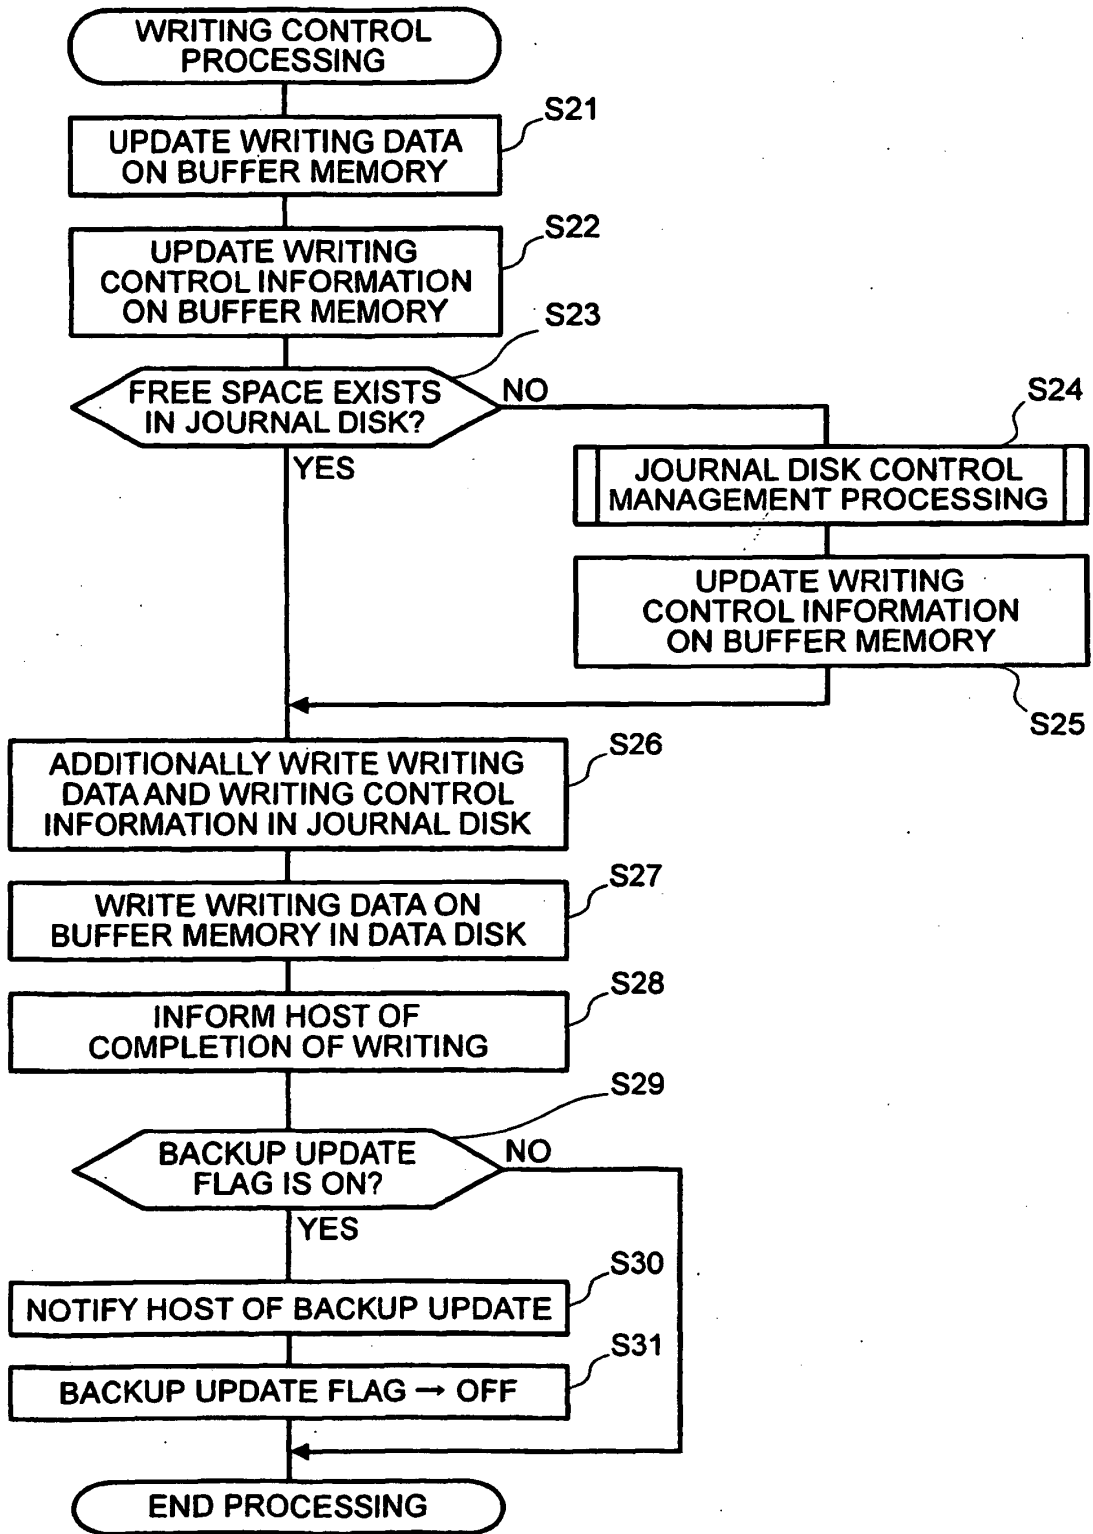 WRITING CONTROL
PROCESSING
S21
UPDATE WRITING DATA
ON BUFFER MEMORY
S22
UPDATE WRITING
CONTROL INFORMATION
ON BUFFER MEMORY
S23
FREE SPACE EXISTS
IN JOURNAL DISK?
NO
YES
S24
JOURNAL DISK CONTROL
MANAGEMENT PROCESSING
UPDATE WRITING
CONTROL INFORMATION
ON BUFFER MEMORY
S25
S26
ADDITIONALLY WRITE WRITING
DATA AND WRITING CONTROL
INFORMATION IN JOURNAL DISK
S27
WRITE WRITING DATA ON
BUFFER MEMORY IN DATA DISK
S28
INFORM HOST OF
COMPLETION OF WRITING
S29
BACKUP UPDATE
FLAG IS ON?
NO
YES
S30
NOTIFY HOST OF BACKUP UPDATE
S31
BACKUP UPDATE FLAG → OFF
END PROCESSING